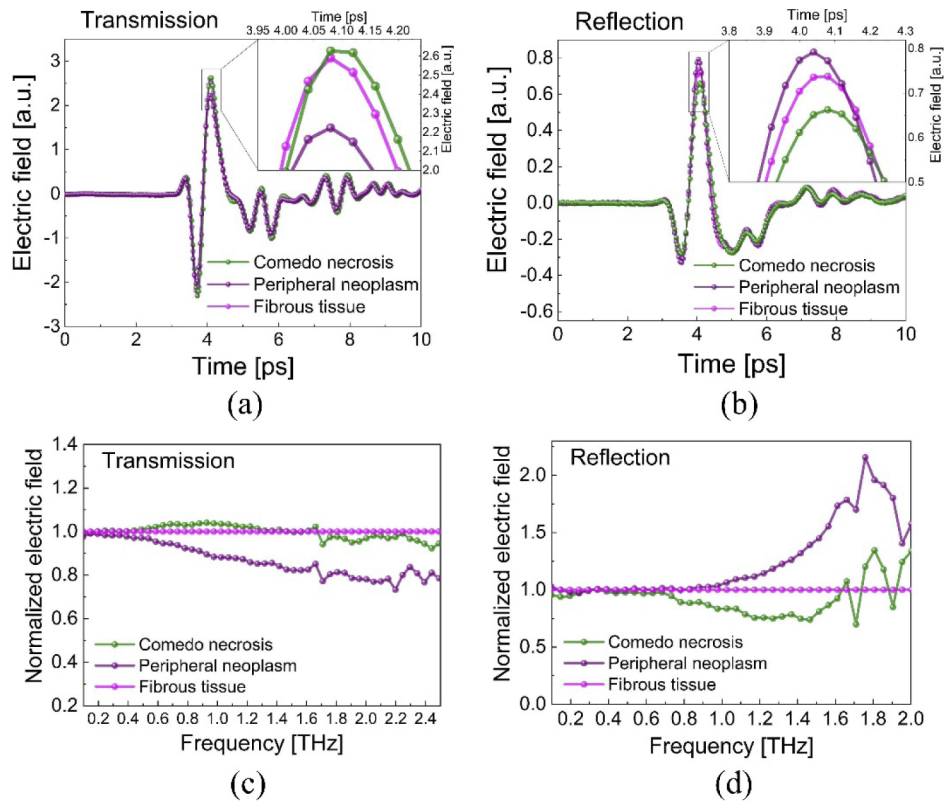 Transmission
Time [ps]
3.95 4.00 4.05 4.10 4.15 4.20
2.6
2.5
2.4
2.3
2.2
2.1
2.0
Electric field [a.u.]
3
2
1
0
-1
-2
-3
Electric field [a.u.]
Comedo necrosis
Peripheral neoplasm
Fibrous tissue
0 2 4 6 8 10
Time [ps]
(a)
Reflection
Time [ps]
3.8 3.9 4.0 4.1 4.2 4.3
0.8
0.7
0.6
0.5
Electric field [a.u.]
0.8
0.6
0.4
0.2
0.0
-0.2
-0.4
-0.6
Electric field [a.u.]
Comedo necrosis
Peripheral neoplasm
Fibrous tissue
0 2 4 6 8 10
Time [ps]
(b)
Transmission
1.4
1.2
1.0
0.8
0.6
0.4
0.2
Normalized electric field
Comedo necrosis
Peripheral neoplasm
Fibrous tissue
0.2 0.4 0.6 0.8 1.0 1.2 1.4 1.6 1.8 2.0 2.2 2.4
Frequency [THz]
(c)
Reflection
2.0
1.5
1.0
0.5
0.0
Normalized electric field
Comedo necrosis
Peripheral neoplasm
Fibrous tissue
0.2 0.4 0.6 0.8 1.0 1.2 1.4 1.6 1.8 2.0
Frequency [THz]
(d)